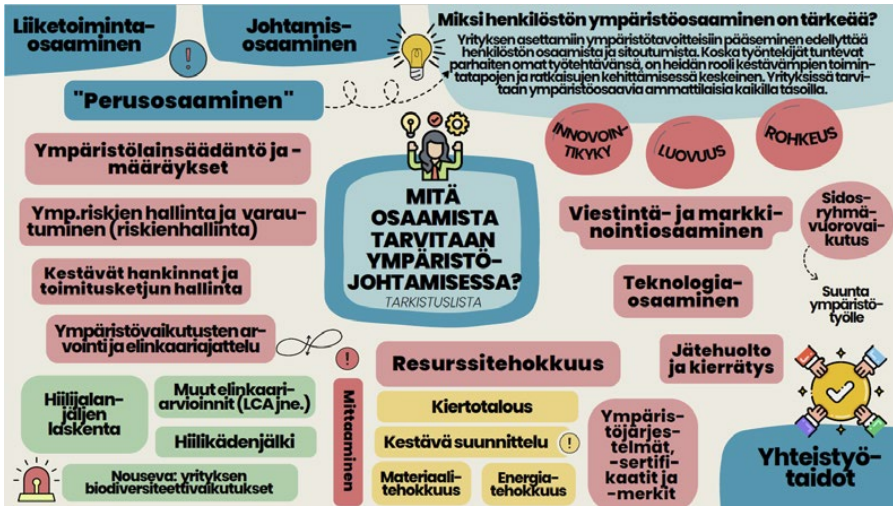 Liiketoiminta-
osaaminen
Johtamis-
osaaminen
"Perusosaaminen"
Miksi henkilöstön ympäristöosaaminen on tärkeää?
Yrityksen asettamiin ympäristötavoitteisiin pääseminen edellyttää
henkilöstön osaamista ja sitoutumista. Koska työntekijät tuntevat
parhaiten omat työtehtävänsä, on heidän rooli kestävämpien toimin-
tatapojen ja ratkaisujen kehittämisessä keskeinen. Yrityksissä tarvi-
taan ympäristöosaavia ammattilaisia kaikilla tasoilla.
INNOVOIN-
TIKYKY
LUOVUUS
ROHKEUS
Ympäristölainsäädäntö ja -
määräykset
Ymp.riskien hallinta ja varau-
tuminen (riskienhallinta)
Kestävät hankinnat ja
toimitusketjun hallinta
Ympäristövaikutusten ar-
vointi ja elinkaariajattelu
MITÄ
OSAAMISTA
TARVITAAN
YMPÄRISTÖ-
JOHTAMISESSA?
TARKISTUSLISTA
Viestintä- ja markki-
nointiosaaminen
Sidos-
ryhmä-
vuorovai-
kutus
Suunta
ympäristö-
työlle
Teknologia-
osaaminen
Jätehuolto
ja kierrätys
Hiilijalan-
jäljen
laskenta
Muut elinkaari-
arvioinnit (LCA jne.)
Hiilikädenjälki
Nouseva: yrityksen
biodiversiteettivaikutukset
Mittaaminen
Resurssitehokkuus
Kiertotalous
Kestävä suunnittelu
Materiaali-
tehokkuus
Energia-
tehokkuus
Ympäris-
töjärjes-
telmät,
-sertifi-
kaatit ja
-merkit
Yhteistyö-
taidot